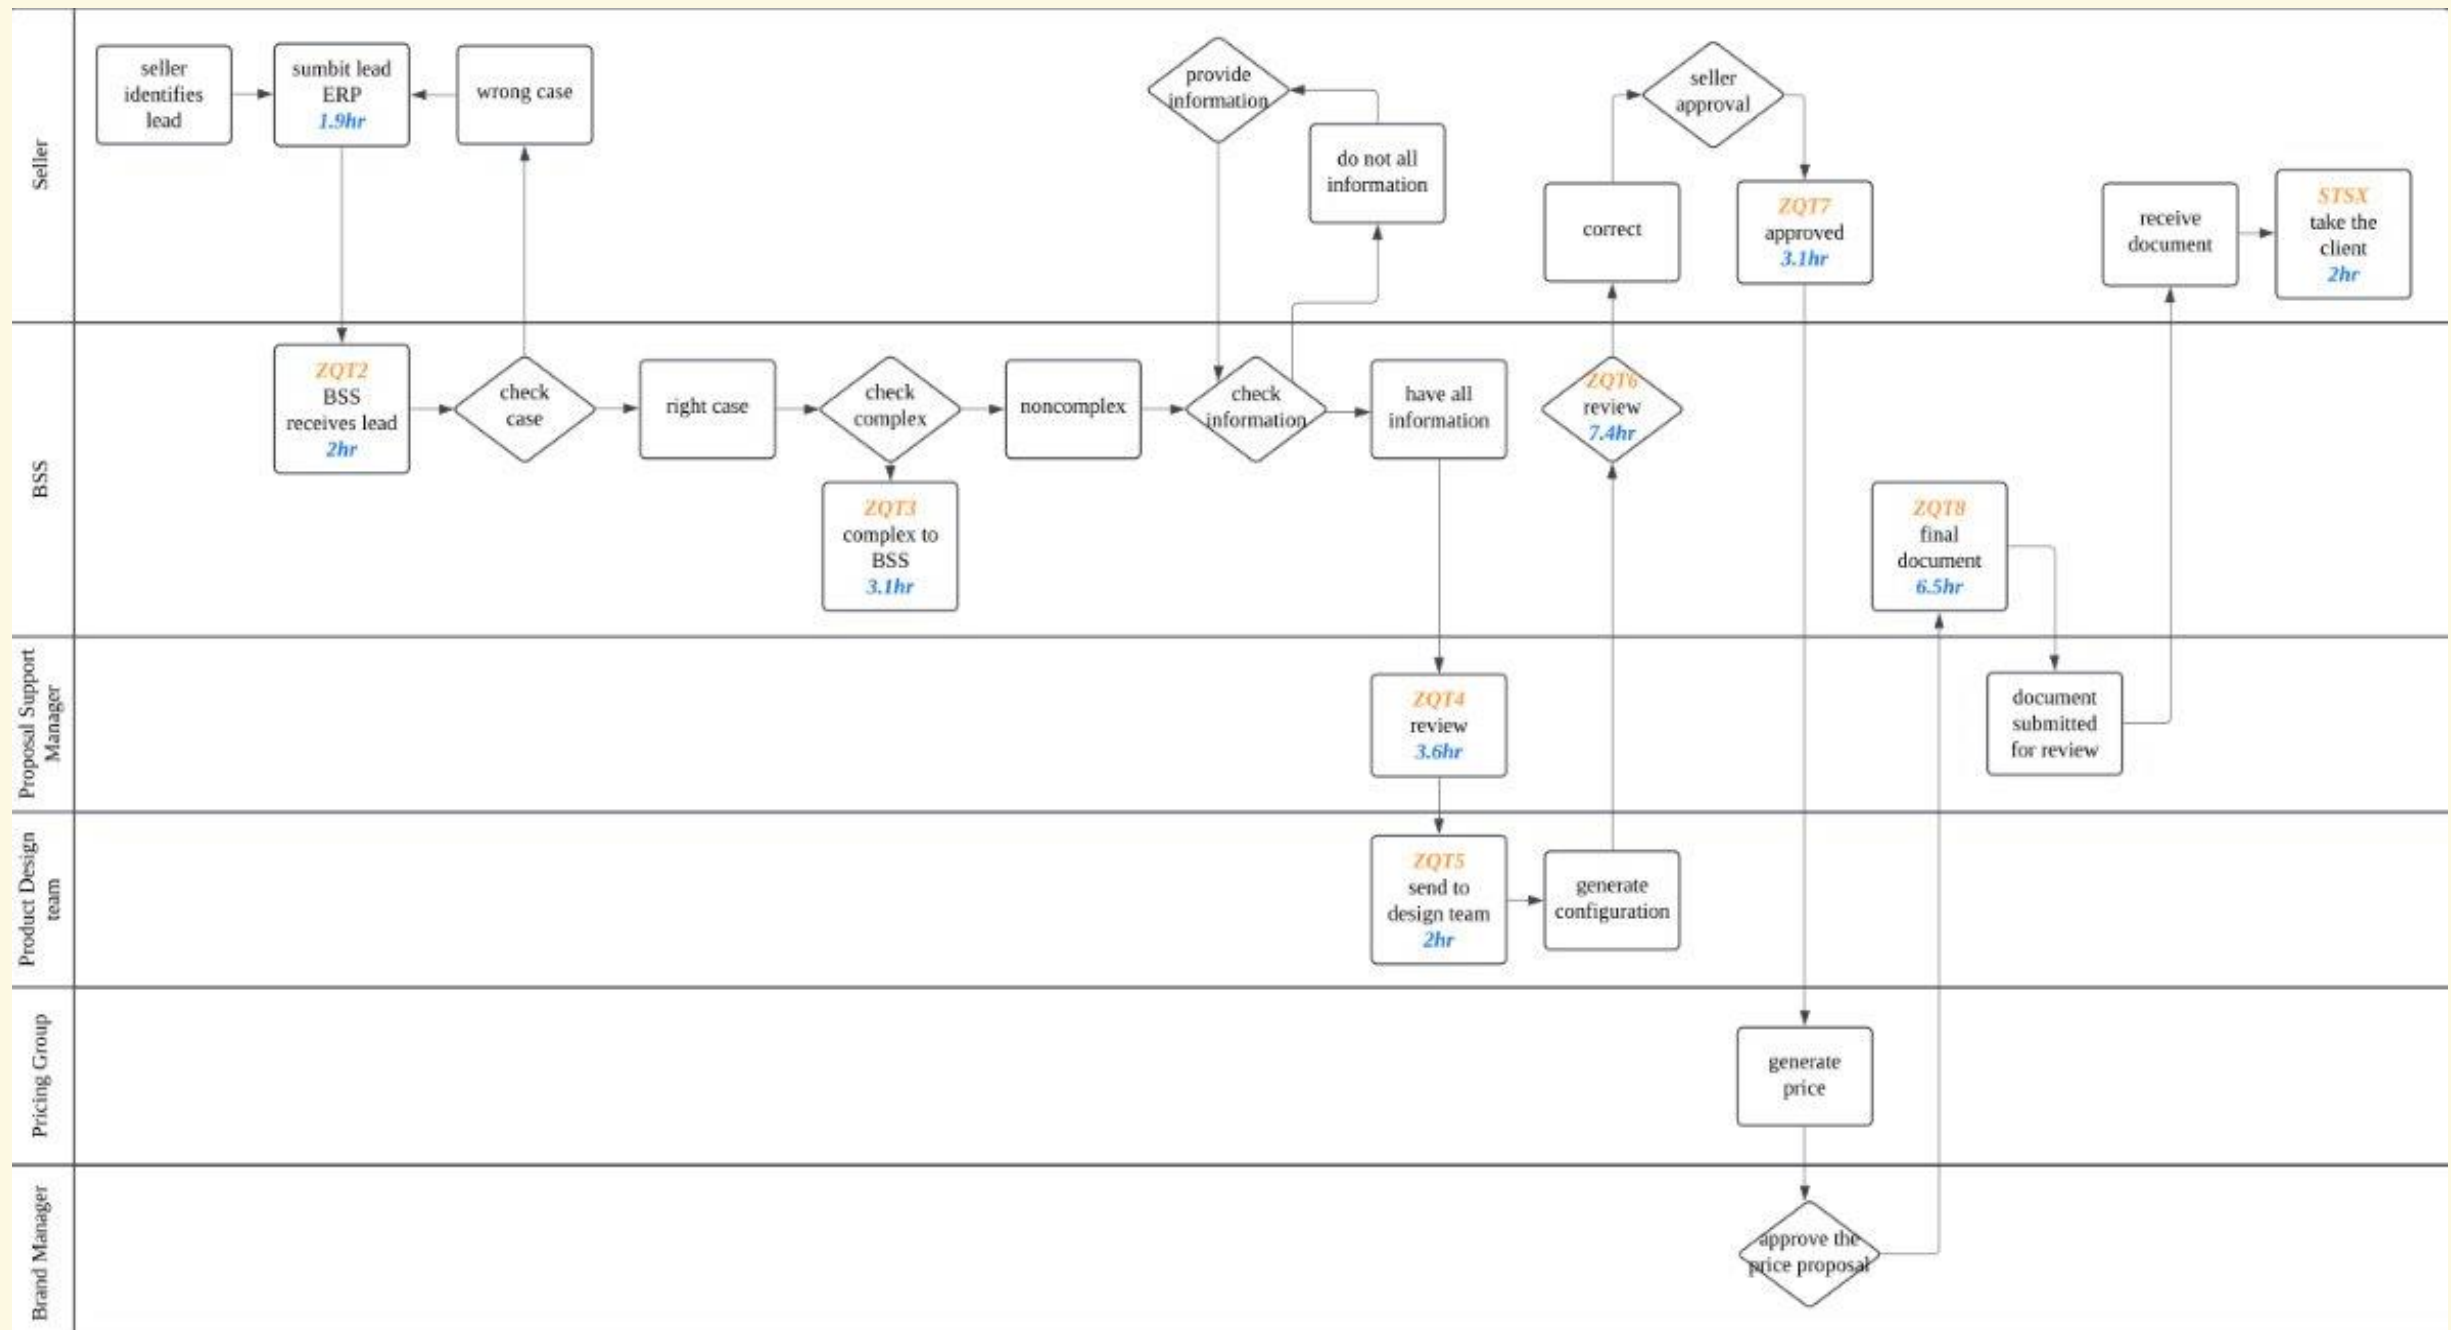 Seller
seller
identifies
lead
sumbit lead
ERP
1.9hr
wrong case
provide
information
do not all
information
correct
seller
approval
ZQT7
approved
3.1hr
receive
document
STSX
take the
client
2hr
BSS
ZQT2
BSS
receives lead
2hr
check
case
right case
check
complex
ZQT3
complex to
BSS
3.1hr
noncomplex
check
information
have all
information
ZQT6
review
7.4hr
ZQT8
final
document
6.5hr
Proposal Support
Manager
ZQT4
review
3.6hr
document
submitted
for review
Product Design
team
ZQT5
send to
design team
2hr
generate
configuration
Pricing Group
generate
price
Brand Manager
approve the
price proposal